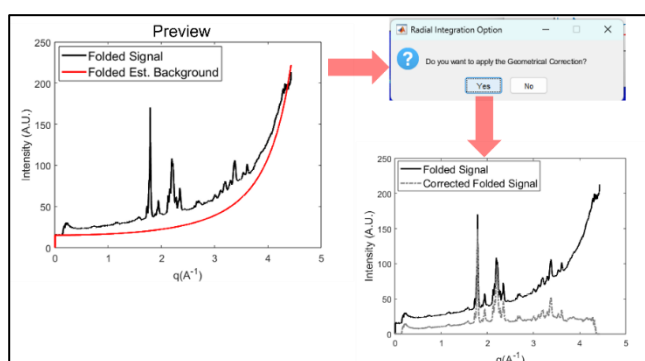 Preview
250
200
150
100
50
0
Intensity (A.U.)
Folded Signal
Folded Est. Background
0 1 2 3 4 5
q(A⁻¹)
Radial Integration Option
Do you want to apply the Geometrical Correction?
Yes No
250
200
150
100
50
0
Intensity (A.U.)
Folded Signal
Corrected Folded Signal
0 1 2 3 4 5
q(A⁻¹)